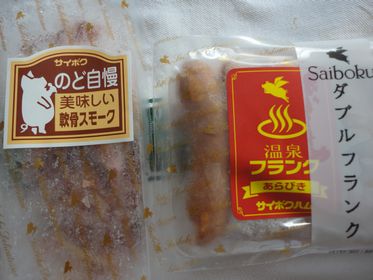 サイボク
のど自慢
美味しい
軟骨スモーク
Saiboku
ダブルフランク
温泉
フランク
あらびき
サイボクハム